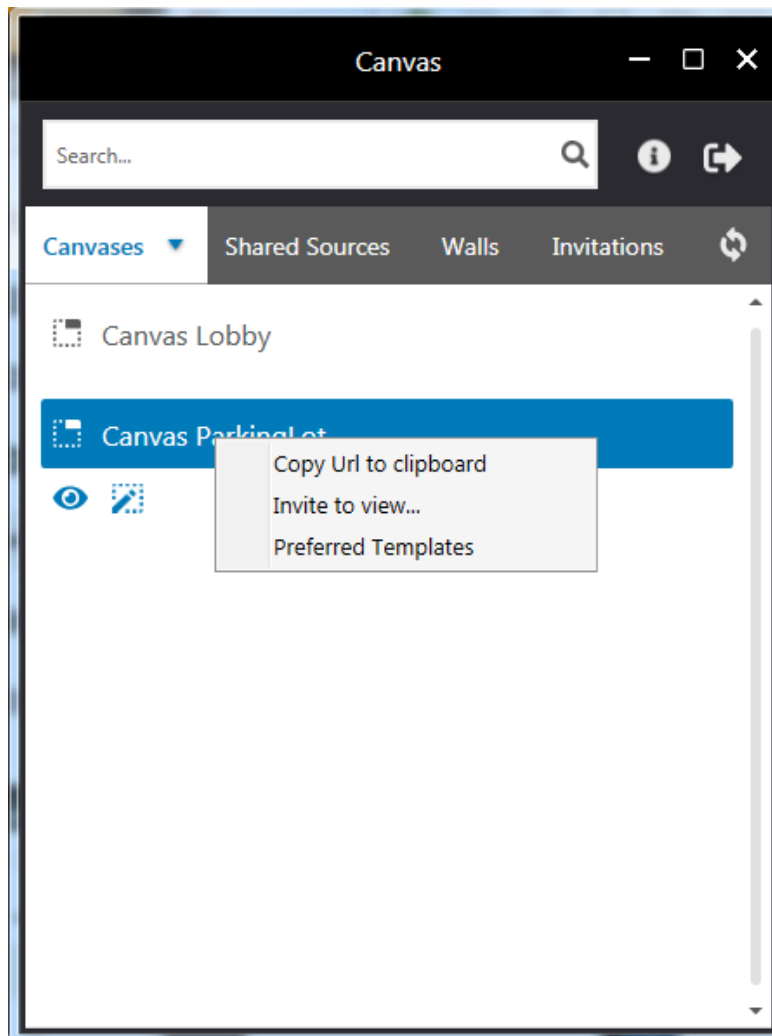 Canvas
Search...
Canvases Shared Sources Walls Invitations
Canvas Lobby
Canvas ParkingLot
Copy Url to clipboard
Invite to view...
Preferred Templates